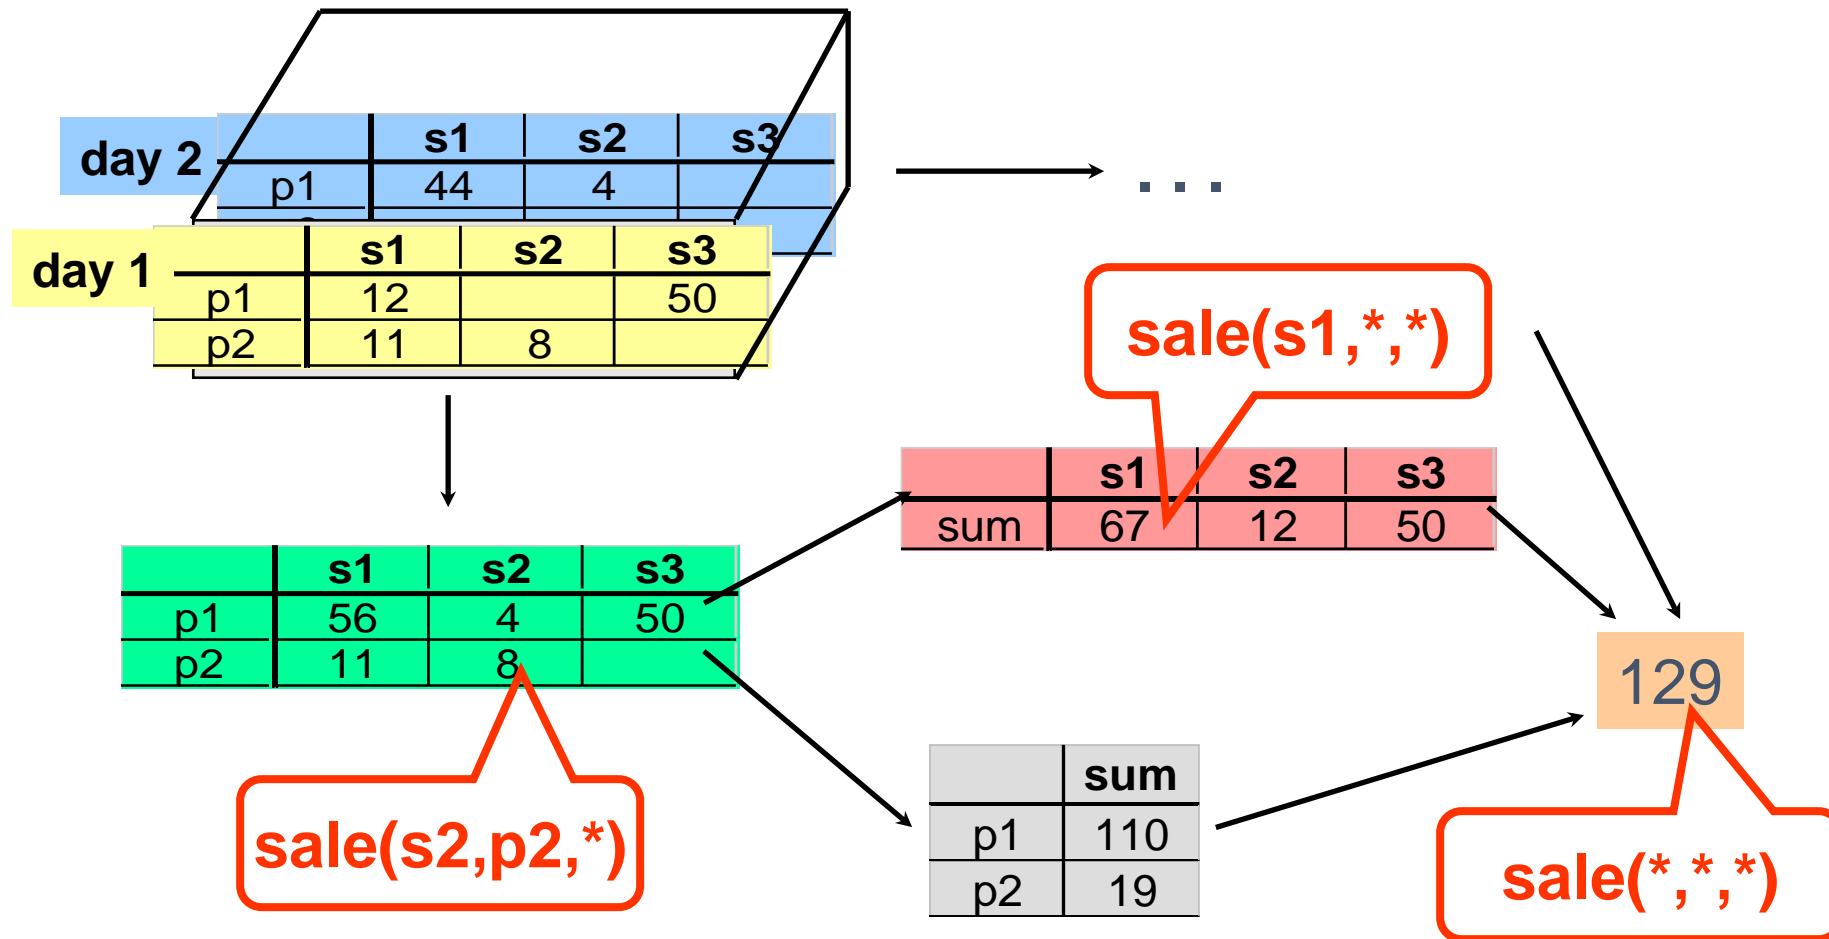 day 2
s1 s2 s3
p1 44 4
day 1
s1 s2 s3
p1 12 50
p2 11 8
. . .
sale(s1,*,*)
s1 s2 s3
sum 67 12 50
s1 s2 s3
p1 56 4 50
p2 11 8
129
sale(s2,p2,*)
sum
p1 110
p2 19
sale(*,*,*)